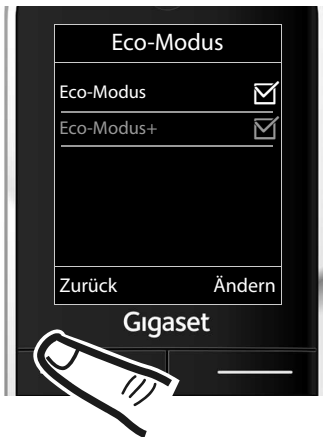 Eco-Modus
Eco-Modus
Eco-Modus+
Zurück Ändern
Gigaset